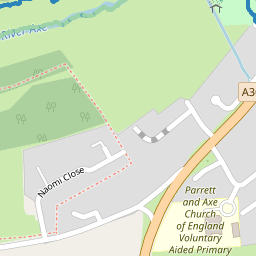 River Axe
A30
Naomi Close
Parrett
and Axe
Church
of England
Voluntary
Aided Primary